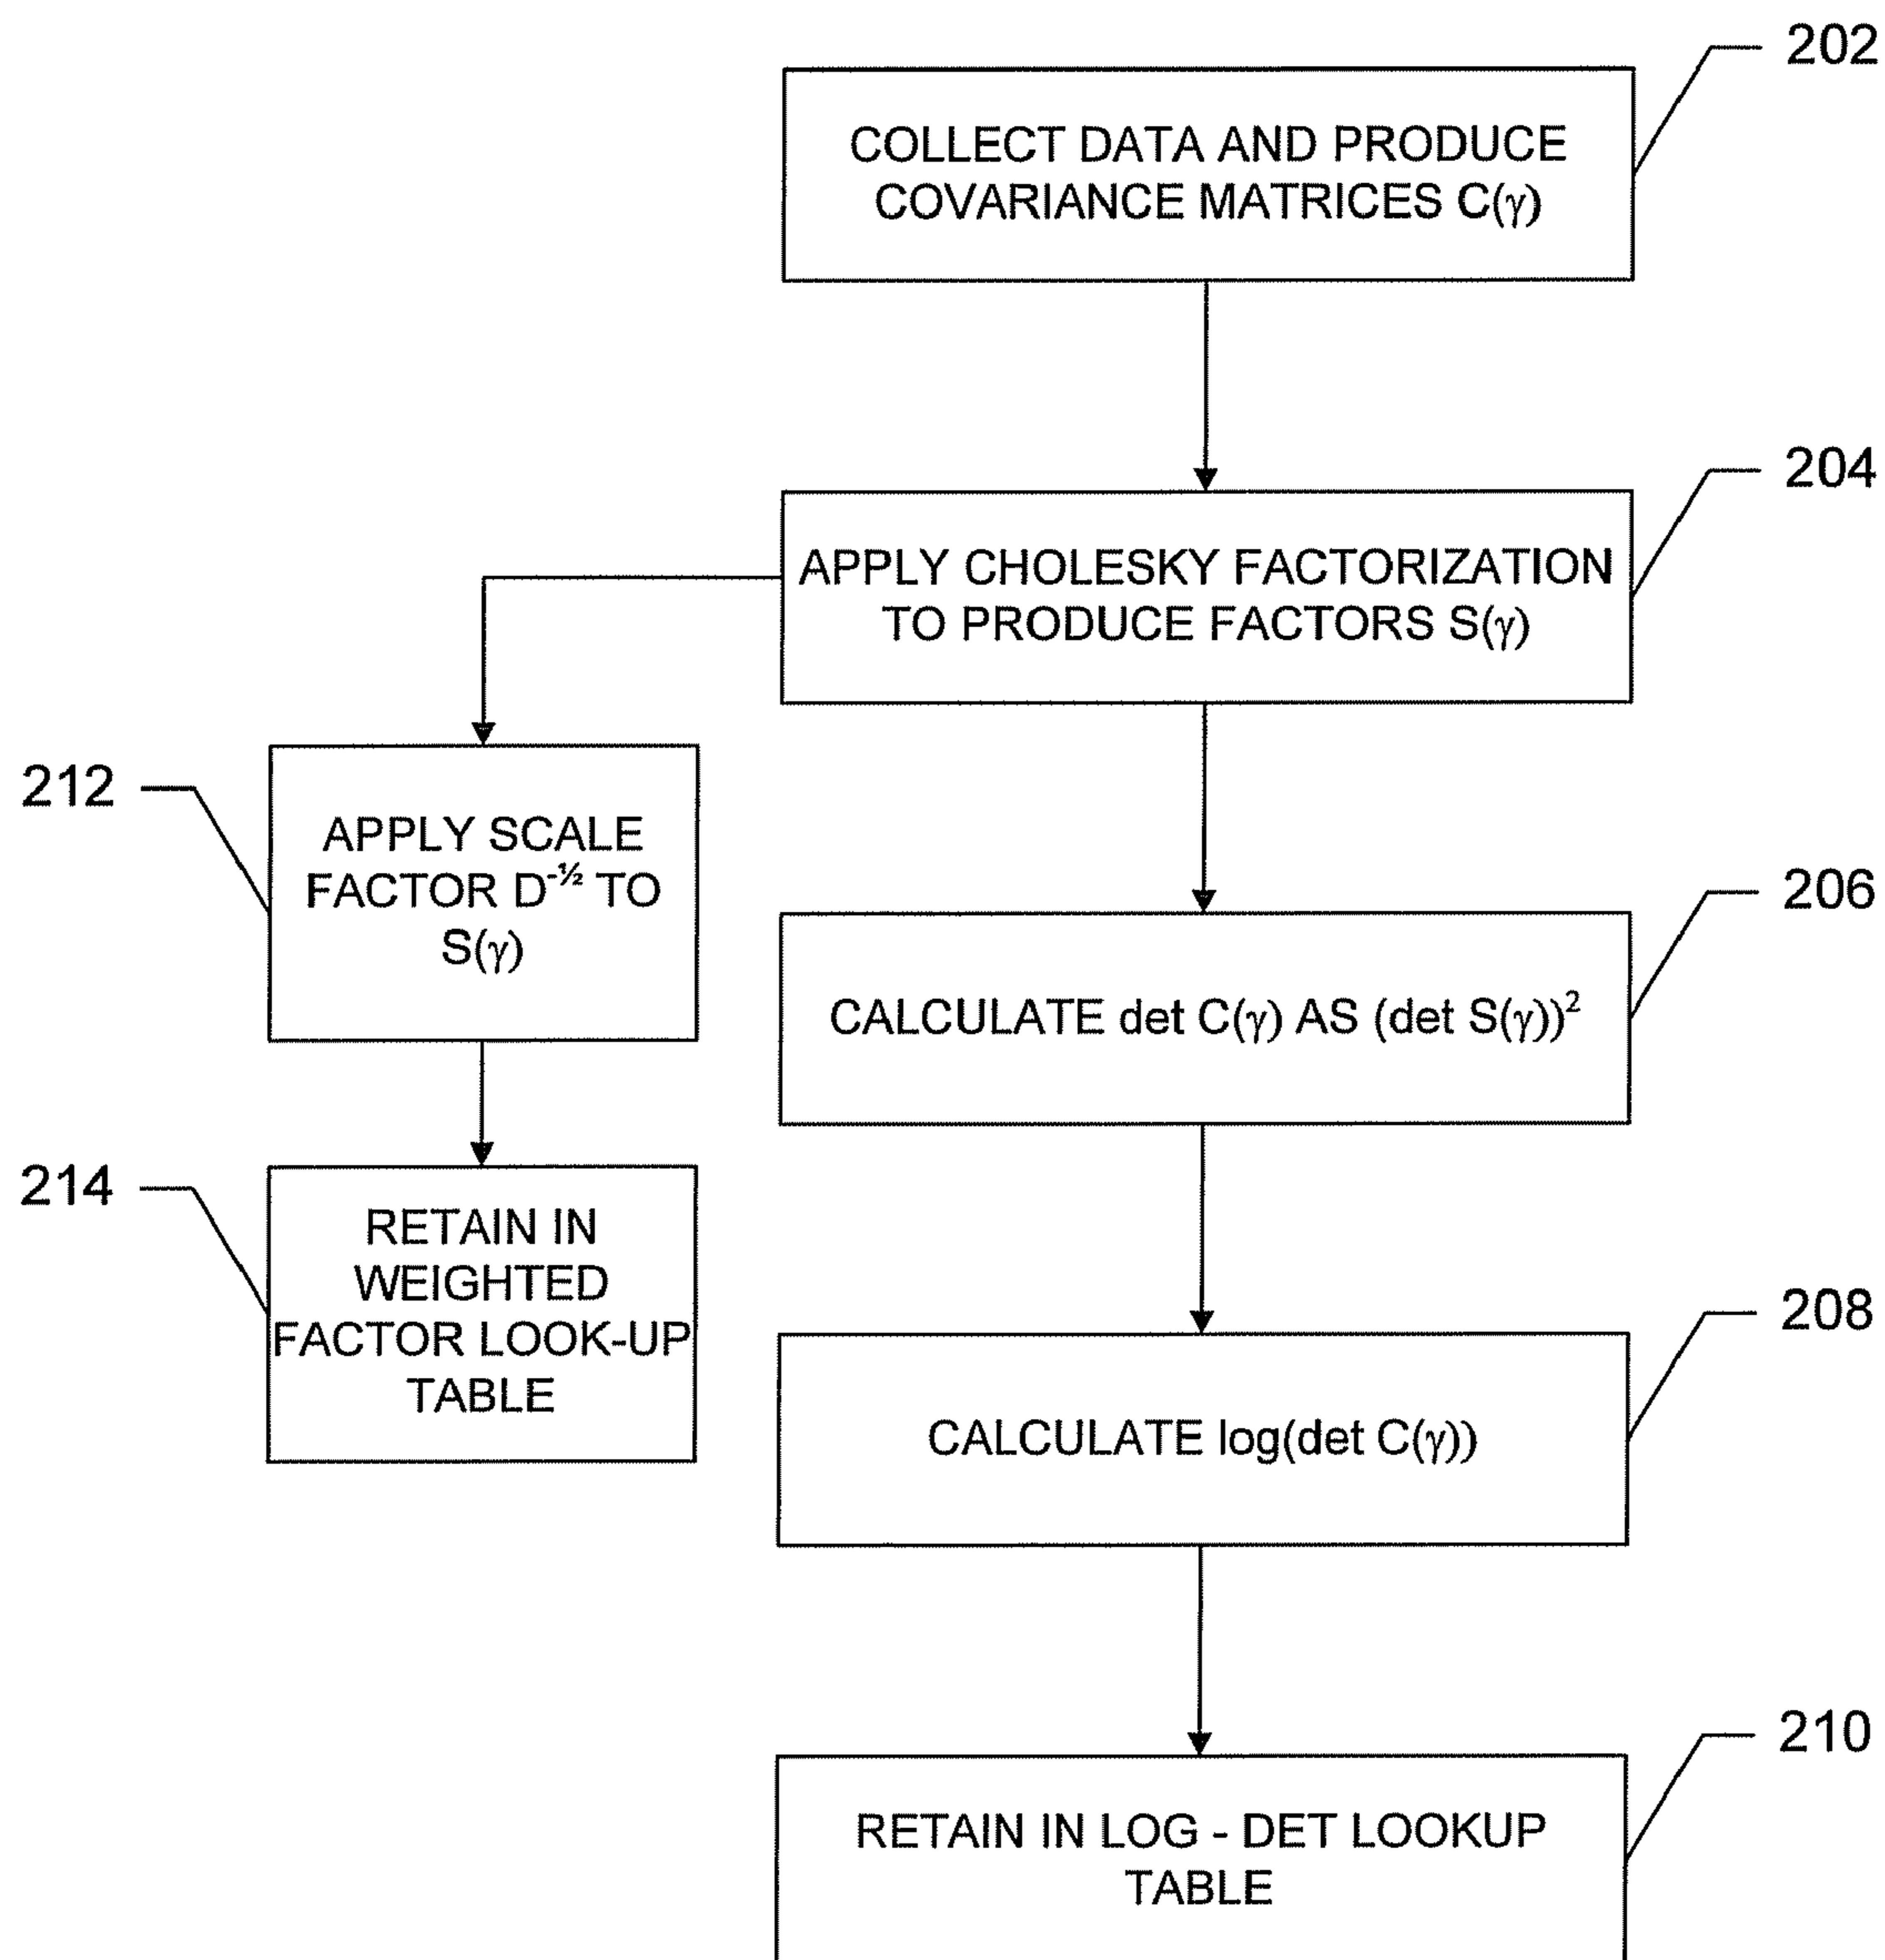 202
COLLECT DATA AND PRODUCE
COVARIANCE MATRICES C(γ)
204
APPLY CHOLESKY FACTORIZATION
TO PRODUCE FACTORS S(γ)
212
APPLY SCALE
FACTOR D⁻½ TO
S(γ)
206
CALCULATE det C(γ) AS (det S(γ))²
214
RETAIN IN
WEIGHTED
FACTOR LOOK-UP
TABLE
208
CALCULATE log(det C(γ))
210
RETAIN IN LOG - DET LOOKUP
TABLE